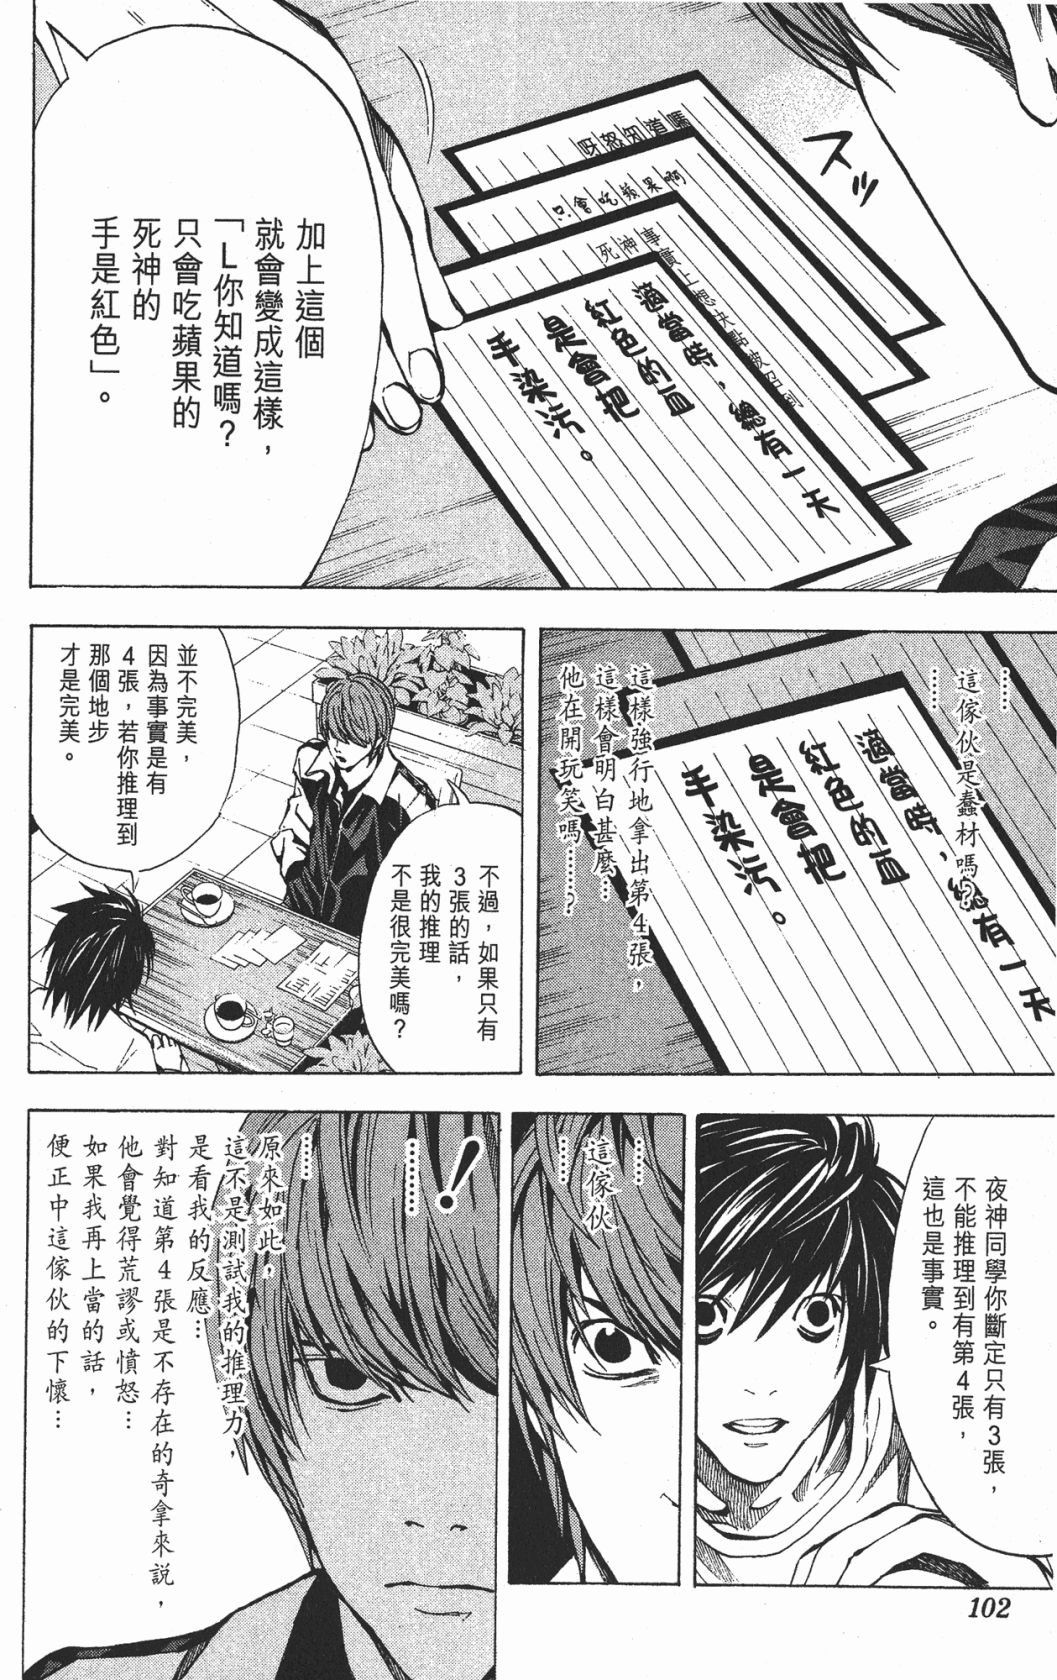 呀怒知道嗎
只會吃蘋果啊
適當時，總有一天
紅色的血
是會把
手染污。
スッ
加上這個
就會變成這樣，
「L你知道嗎？
只會吃蘋果的
死神的
手是紅色」。
⋯⋯
這傢伙是蠢材嗎？
⋯⋯
適當時，總有一天
紅色的血
是會把
手染污。
這樣強行地拿出第4張，
這樣會明白甚麼⋯
他在開玩笑嗎⋯⋯？
不過，如果只有
3張的話，
我的推理
不是很完美嗎？
並不完美，
因為事實是有
4張，若你推理到
那個地步
才是完美。
夜神同學你斷定只有3張，
不能推理到有第4張，
這也是事實。
⋯⋯
這傢伙
⋯⋯
！
⋯⋯
⋯⋯
原來如此，
這不是測試我的推理力，
是看我的反應⋯
對知道第4張是不存在的奇拿來說，
他會覺得荒謬或憤怒⋯
如果我再上當的話，
便正中這傢伙的下懷⋯
102